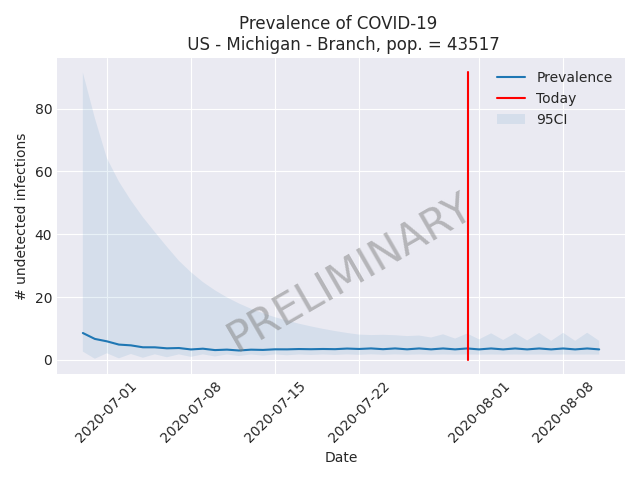 Prevalence of COVID-19
US - Michigan - Branch, pop. = 43517
Prevalence
Today
95CI
# undetected infections
80
60
40
20
0
PRELIMINARY
2020-07-01
2020-07-08
2020-07-15
2020-07-22
2020-08-01
2020-08-08
Date